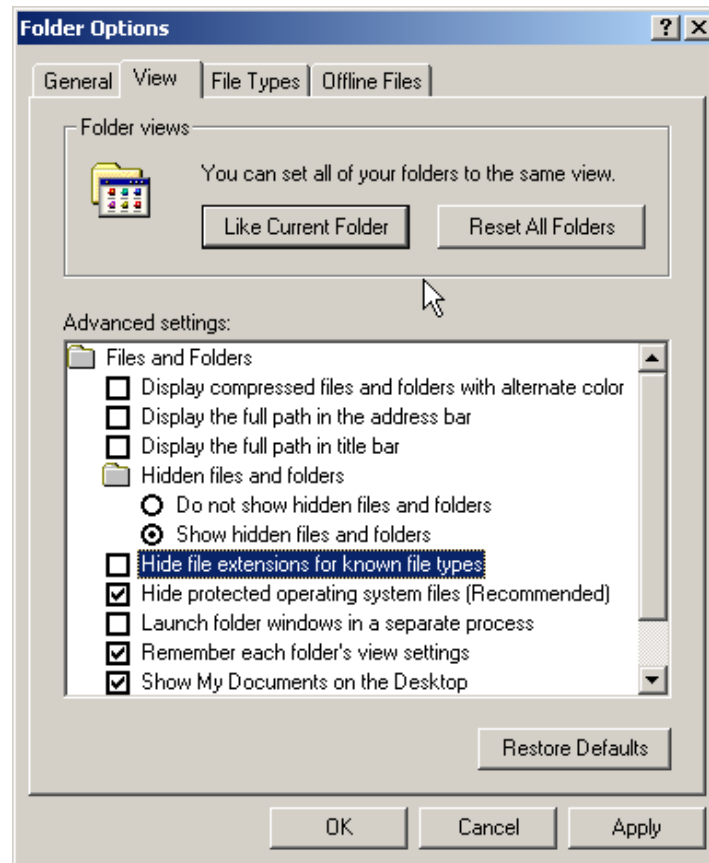 Folder Options
General View File Types Offline Files
Folder views
You can set all of your folders to the same view.
Like Current Folder Reset All Folders
Advanced settings:
Files and Folders
Display compressed files and folders with alternate color
Display the full path in the address bar
Display the full path in title bar
Hidden files and folders
Do not show hidden files and folders
Show hidden files and folders
Hide file extensions for known file types
Hide protected operating system files (Recommended)
Launch folder windows in a separate process
Remember each folder's view settings
Show My Documents on the Desktop
Restore Defaults
OK Cancel Apply